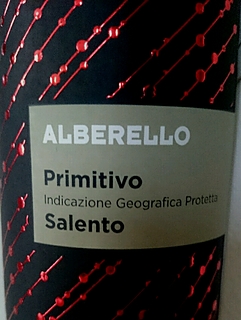 ALBERELLO
Primitivo
Indicazione Geografica Protetta
Salento